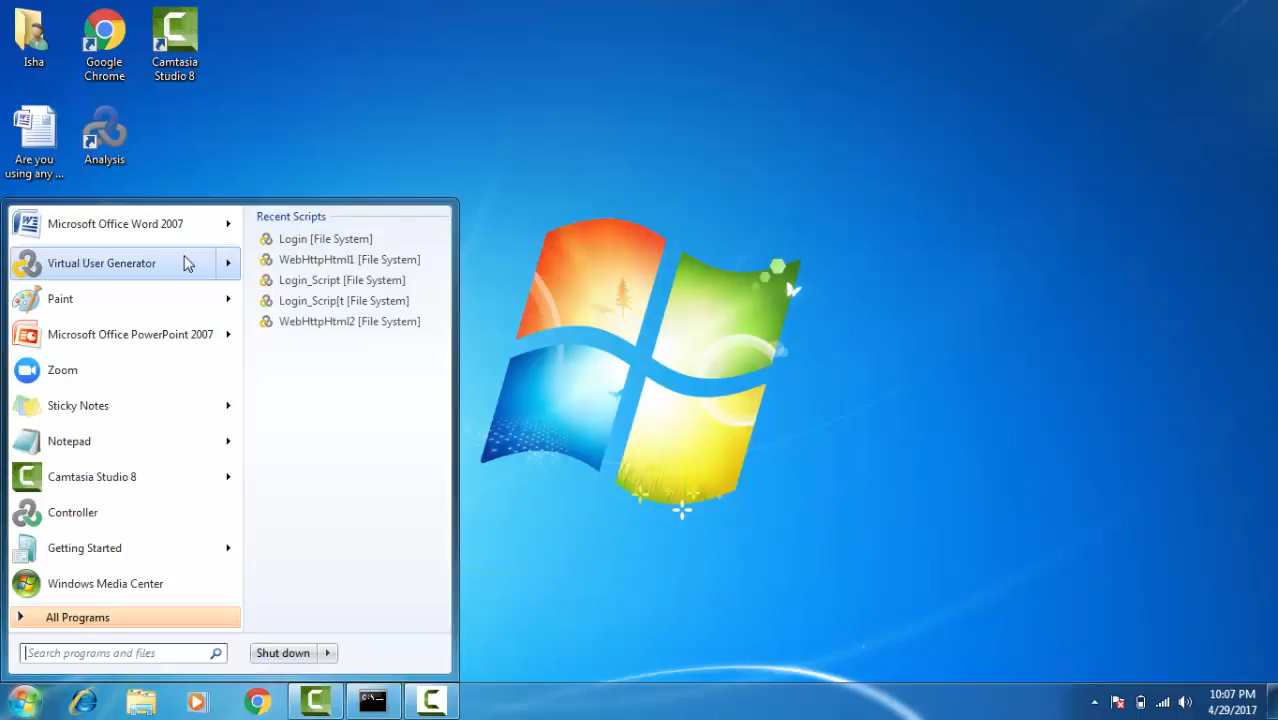 Isha
Google
Chrome
Camtasia
Studio 8
Are you
using any ...
Analysis
Microsoft Office Word 2007
Virtual User Generator
Paint
Microsoft Office PowerPoint 2007
Zoom
Sticky Notes
Notepad
Camtasia Studio 8
Controller
Getting Started
Windows Media Center
All Programs
Search programs and files
Recent Scripts
Login [File System]
WebHttpHtml1 [File System]
Login_Script [File System]
Login_Scrip[t [File System]
WebHttpHtml2 [File System]
Shut down
C:\.
10:07 PM
4/29/2017